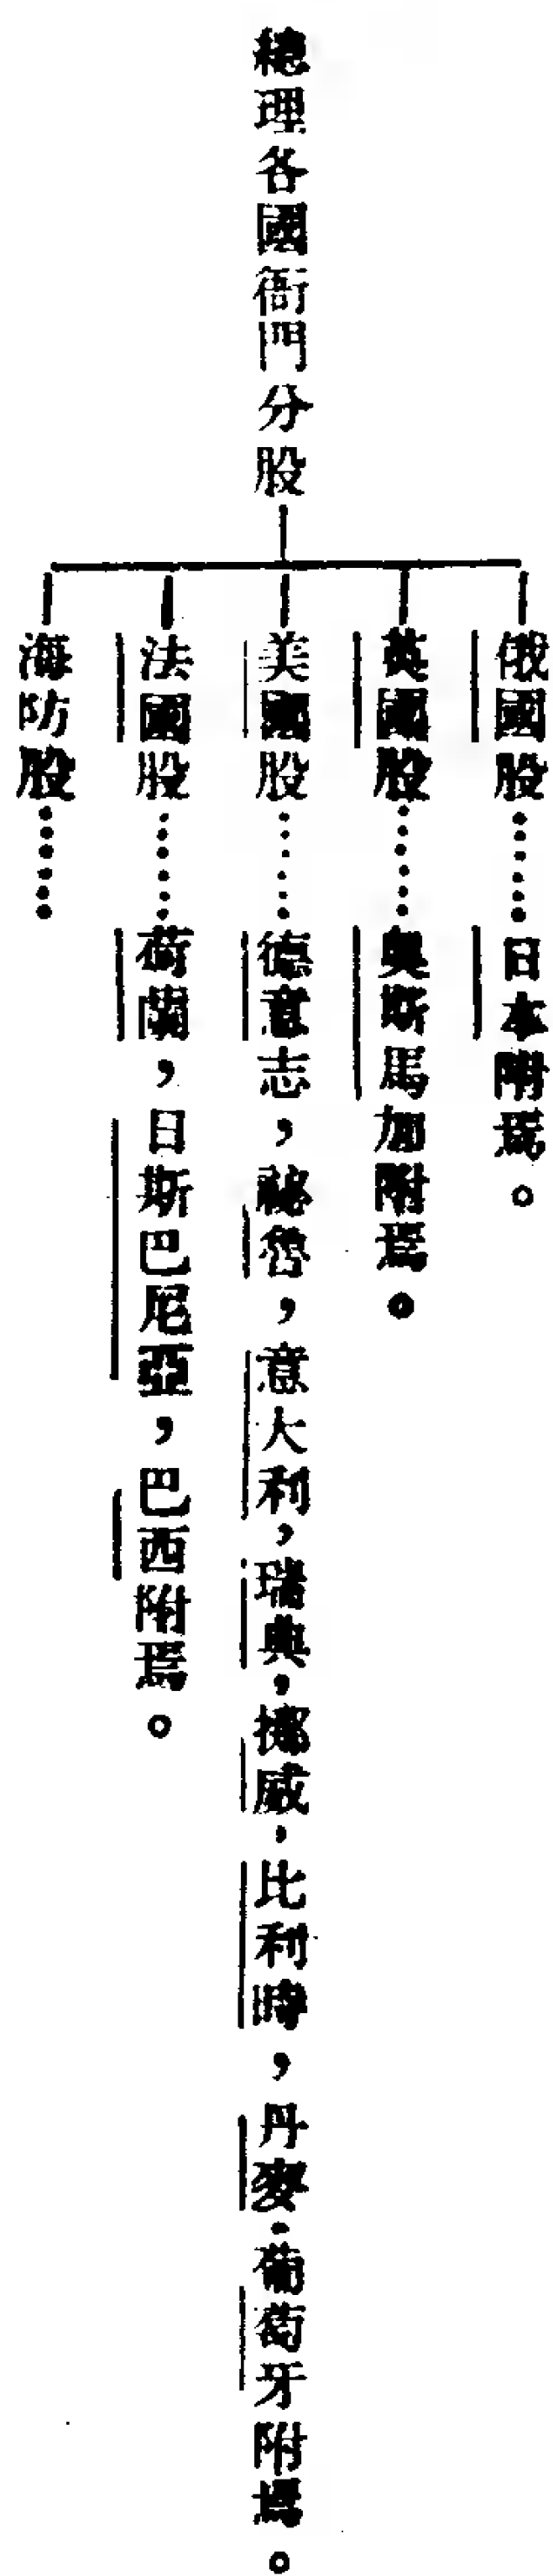 總理各國衙門分股
俄國股……日本附焉。
英國股……奧斯馬加附焉。
美國股……德意志，祕魯，意大利，瑞典，挪威，比利時，丹麥，葡萄牙附焉。
法國股……荷蘭，日斯巴尼亞，巴西附焉。
海防股……